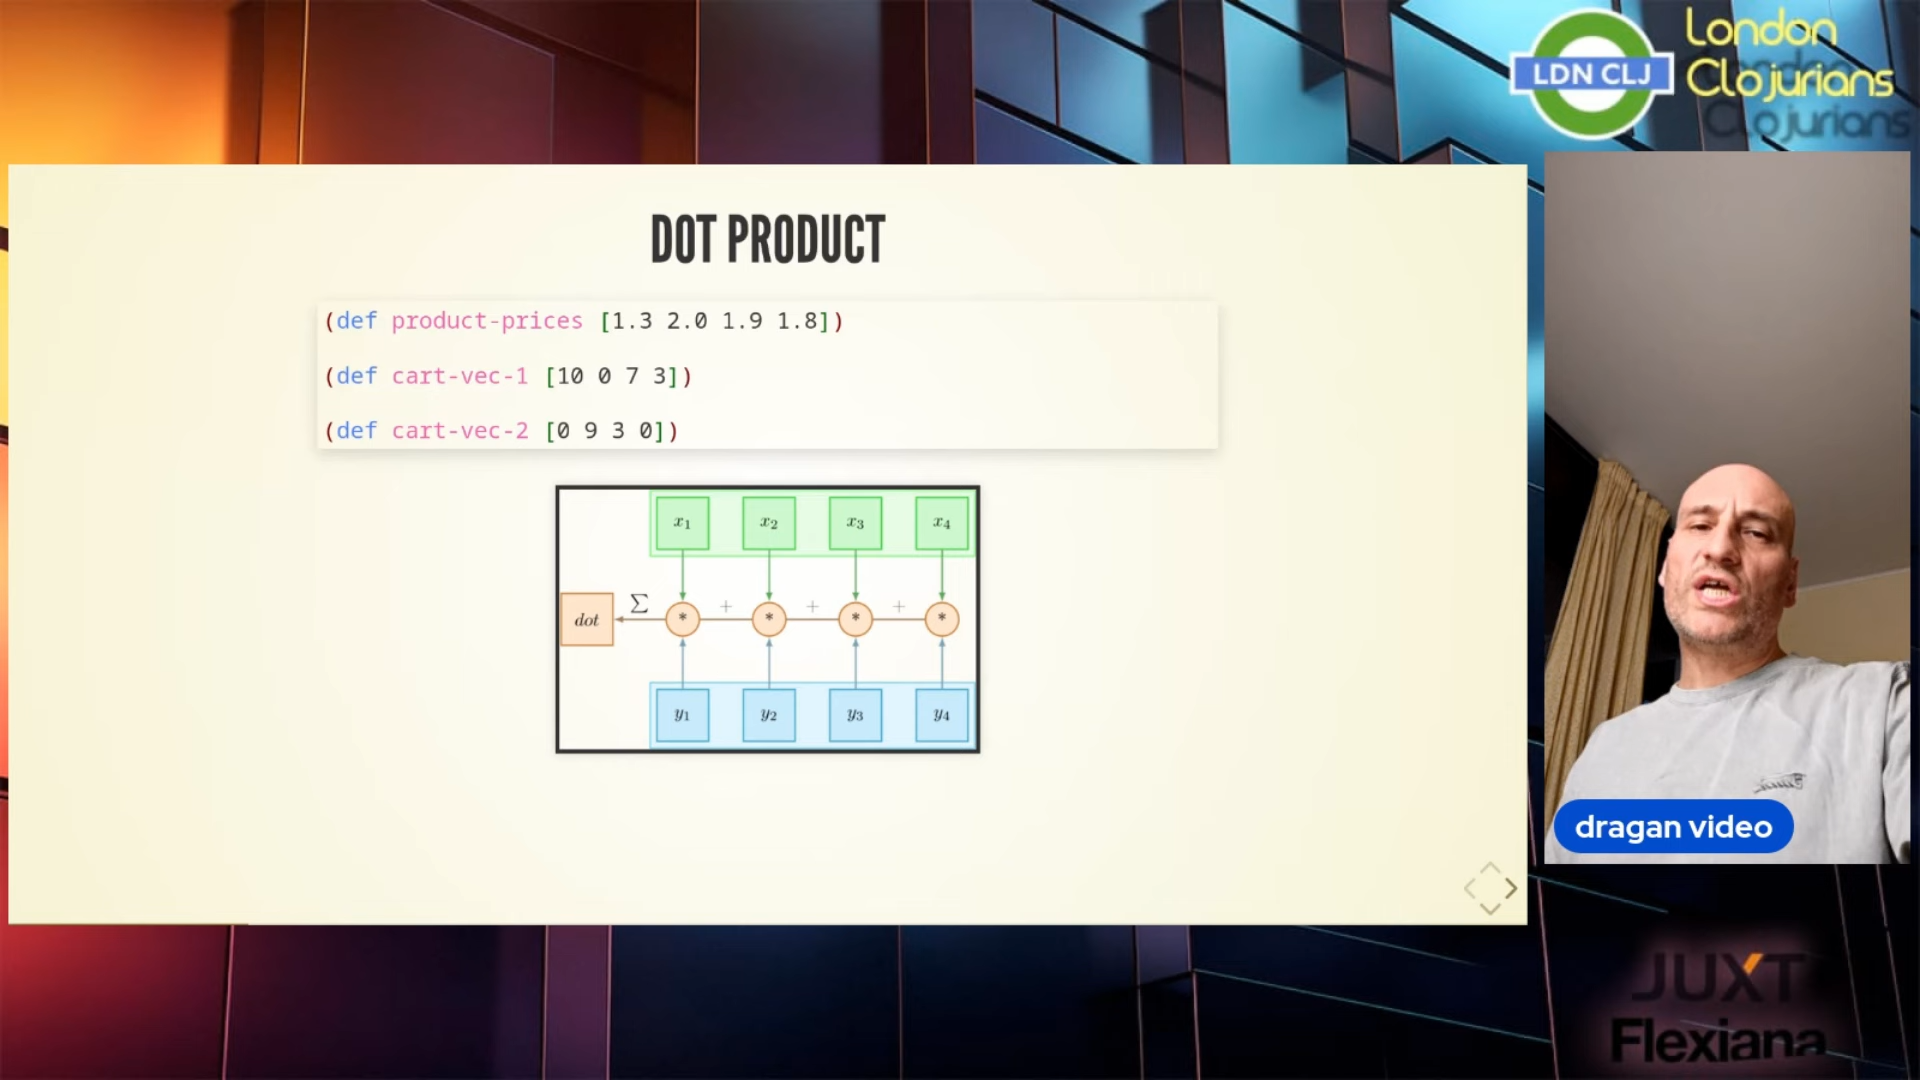 London
Clojurians
LDN CLJ
DOT PRODUCT
(def product-prices [1.3 2.0 1.9 1.8])
(def cart-vec-1 [10 0 7 3])
(def cart-vec-2 [0 9 3 0])
x₁ x₂ x₃ x₄
dot Σ * + * + * + *
y₁ y₂ y₃ y₄
dragan video
JUXT
Flexiana